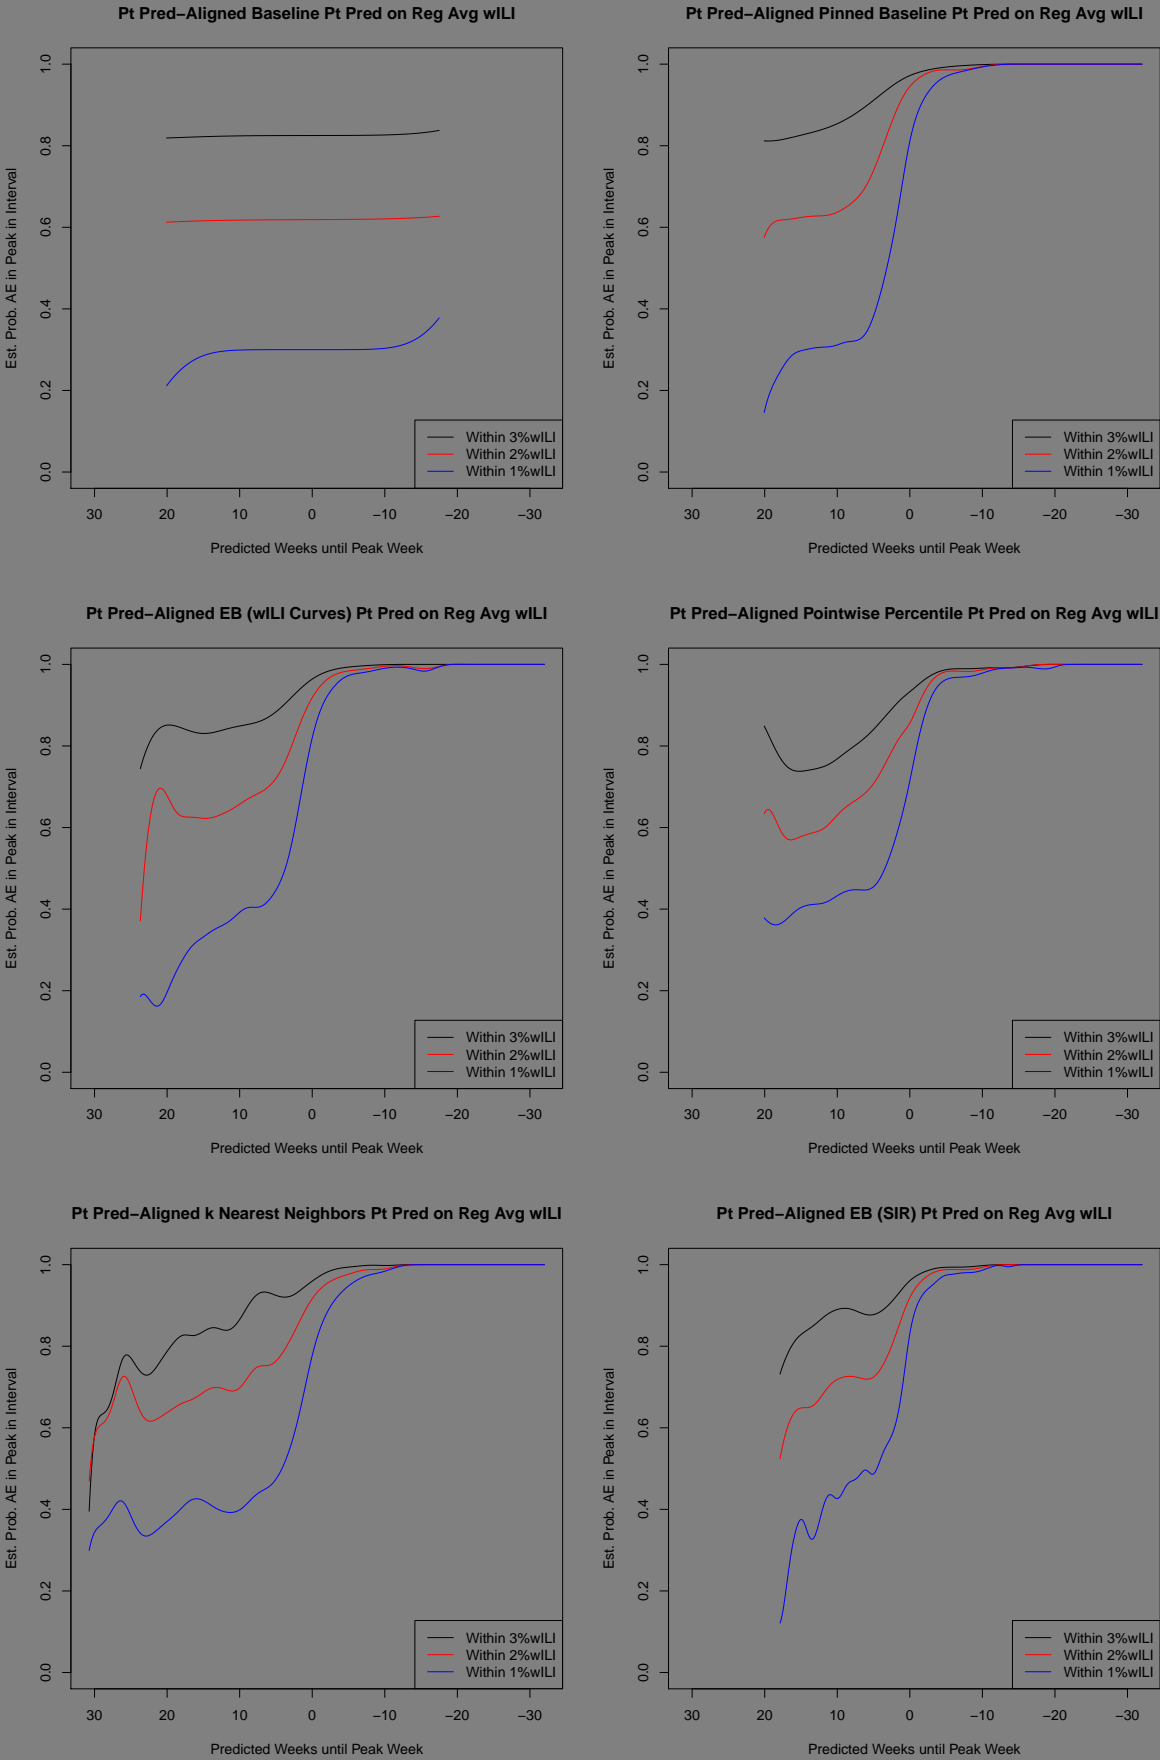 Pt Pred−Aligned Baseline Pt Pred on Reg Avg wILI
Est. Prob. AE in Peak in Interval
1.0
0.8
0.6
0.4
0.2
0.0
Within 3%wILI
Within 2%wILI
Within 1%wILI
30 20 10 0 −10 −20 −30
Predicted Weeks until Peak Week
Pt Pred−Aligned Pinned Baseline Pt Pred on Reg Avg wILI
Est. Prob. AE in Peak in Interval
1.0
0.8
0.6
0.4
0.2
0.0
Within 3%wILI
Within 2%wILI
Within 1%wILI
30 20 10 0 −10 −20 −30
Predicted Weeks until Peak Week
Pt Pred−Aligned EB (wILI Curves) Pt Pred on Reg Avg wILI
Est. Prob. AE in Peak in Interval
1.0
0.8
0.6
0.4
0.2
0.0
Within 3%wILI
Within 2%wILI
Within 1%wILI
30 20 10 0 −10 −20 −30
Predicted Weeks until Peak Week
Pt Pred−Aligned Pointwise Percentile Pt Pred on Reg Avg wILI
Est. Prob. AE in Peak in Interval
1.0
0.8
0.6
0.4
0.2
0.0
Within 3%wILI
Within 2%wILI
Within 1%wILI
30 20 10 0 −10 −20 −30
Predicted Weeks until Peak Week
Pt Pred−Aligned k Nearest Neighbors Pt Pred on Reg Avg wILI
Est. Prob. AE in Peak in Interval
1.0
0.8
0.6
0.4
0.2
0.0
Within 3%wILI
Within 2%wILI
Within 1%wILI
30 20 10 0 −10 −20 −30
Predicted Weeks until Peak Week
Pt Pred−Aligned EB (SIR) Pt Pred on Reg Avg wILI
Est. Prob. AE in Peak in Interval
1.0
0.8
0.6
0.4
0.2
0.0
Within 3%wILI
Within 2%wILI
Within 1%wILI
30 20 10 0 −10 −20 −30
Predicted Weeks until Peak Week